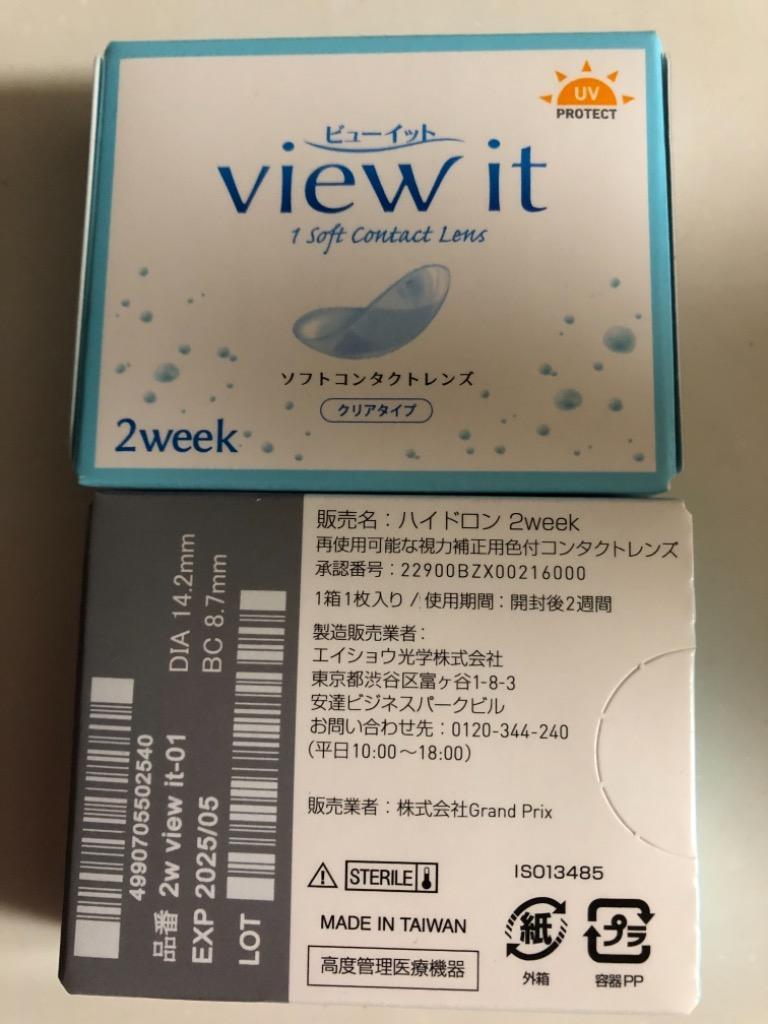 UV
PROTECT
ビューイット
view it
1 Soft Contact Lens
ソフトコンタクトレンズ
クリアタイプ
2week
DIA 14.2mm
BC 8.7mm
4990705502540
品番 2w view it-01
EXP 2025/05
LOT
販売名：ハイドロン 2week
再使用可能な視力補正用色付コンタクトレンズ
承認番号：22900BZX00216000
1箱1枚入り / 使用期間：開封後2週間
製造販売業者：
エイショウ光学株式会社
東京都渋谷区富ヶ谷1-8-3
安達ビジネスパークビル
お問い合わせ先：0120-344-240
(平日10:00～18:00)
販売業者：株式会社Grand Prix
STERILE
ISO13485
MADE IN TAIWAN
高度管理医療機器
紙
外箱
プラ
容器PP